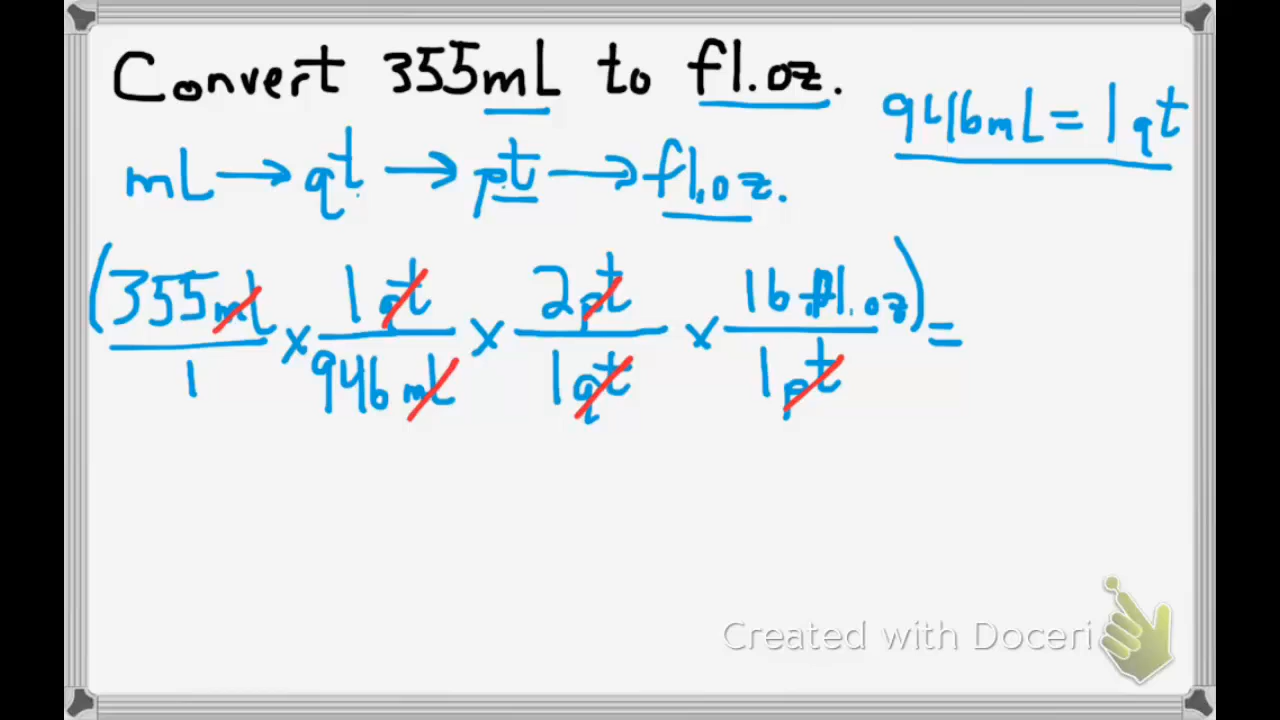 Convert 355mL to fl.oz.
946mL = 1qt
mL → qt → pt → fl.oz.
(355mL/1 × 1qt/946mL × 2pt/1qt × 16fl.oz/1pt) =
Created with Doceri